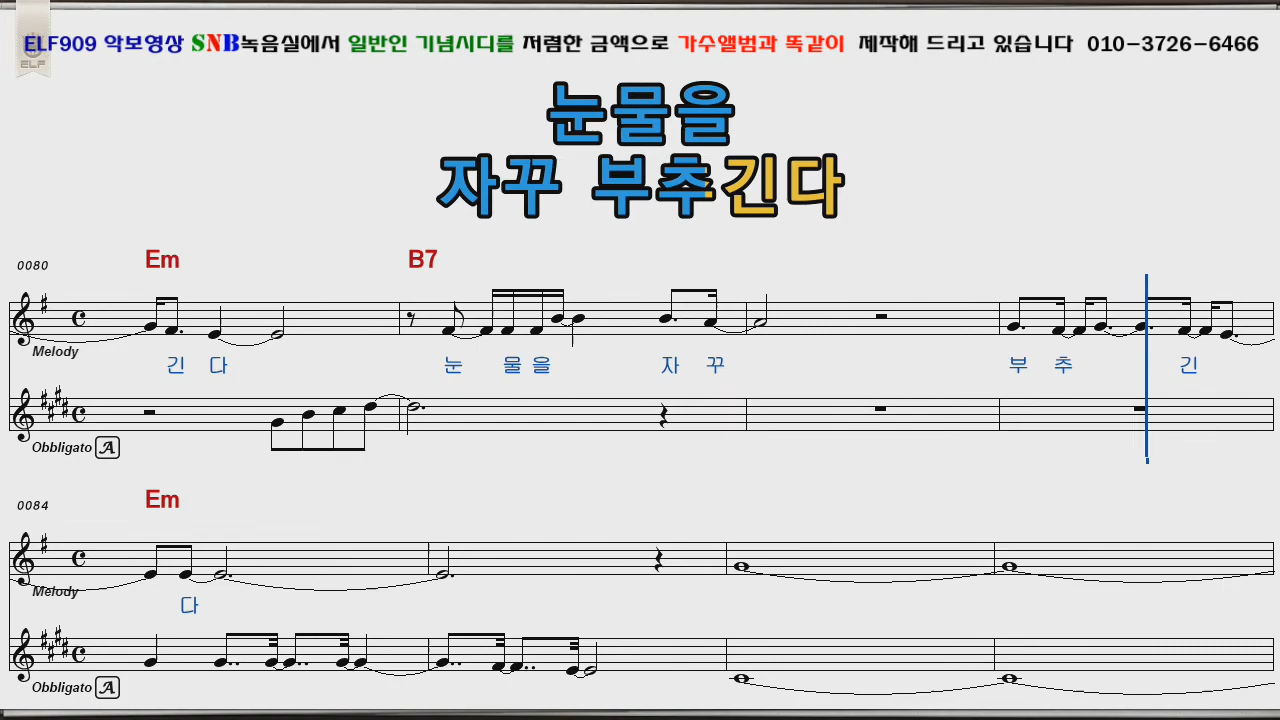 ELF909 악보영상 SNB녹음실에서 일반인 기념시디를 저렴한 금액으로 가수앨범과 똑같이 제작해 드리고 있습니다 010-3726-6466
ELF
눈물을
자꾸 부추긴다
0080 Em B7
Melody
긴 다 눈 물 을 자 꾸 부 추 긴
Obbligato A
0084 Em
Melody
다
Obbligato A